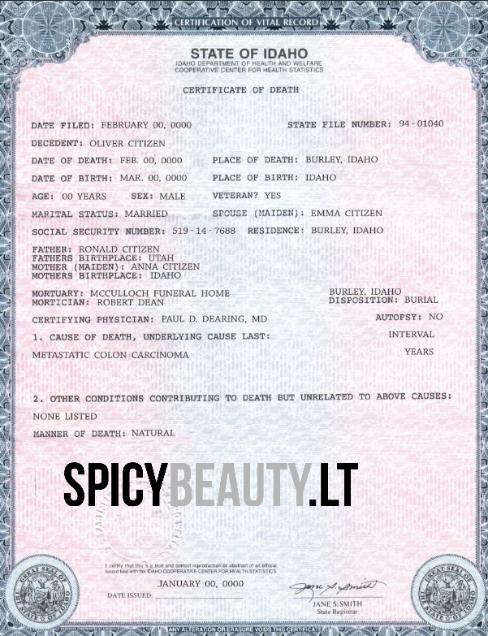 CERTIFICATION OF VITAL RECORD
STATE OF IDAHO
IDAHO DEPARTMENT OF HEALTH AND WELFARE
COOPERATIVE CENTER FOR HEALTH STATISTICS
CERTIFICATE OF DEATH
DATE FILED: FEBRUARY 00, 0000 STATE FILE NUMBER: 94-01040
DECEDENT: OLIVER CITIZEN
DATE OF DEATH: FEB. 00, 0000 PLACE OF DEATH: BURLEY, IDAHO
DATE OF BIRTH: MAR. 00, 0000 PLACE OF BIRTH: IDAHO
AGE: 00 YEARS SEX: MALE VETERAN? YES
MARITAL STATUS: MARRIED SPOUSE (MAIDEN): EMMA CITIZEN
SOCIAL SECURITY NUMBER: 519-14-7688 RESIDENCE: BURLEY, IDAHO
FATHER: RONALD CITIZEN
FATHERS BIRTHPLACE: UTAH
MOTHER (MAIDEN): ANNA CITIZEN
MOTHERS BIRTHPLACE: IDAHO
MORTUARY: MCCULLOCH FUNERAL HOME BURLEY, IDAHO
MORTICIAN: ROBERT DEAN DISPOSITION: BURIAL
CERTIFYING PHYSICIAN: PAUL D. DEARING, MD AUTOPSY: NO
1. CAUSE OF DEATH, UNDERLYING CAUSE LAST: INTERVAL
METASTATIC COLON CARCINOMA YEARS
2. OTHER CONDITIONS CONTRIBUTING TO DEATH BUT UNRELATED TO ABOVE CAUSES:
NONE LISTED
MANNER OF DEATH: NATURAL
SPICYBEAUTY.LT
I certify that this is a true and correct reproduction or abstract of an official
record filed with the IDAHO COOPERATIVE CENTER FOR HEALTH STATISTICS
JANUARY 00, 0000
DATE ISSUED
Jane S. Smith
JANE S. SMITH
State Registrar
ANY ALTERATION OR ERASURE VOIDS THIS CERTIFICATE